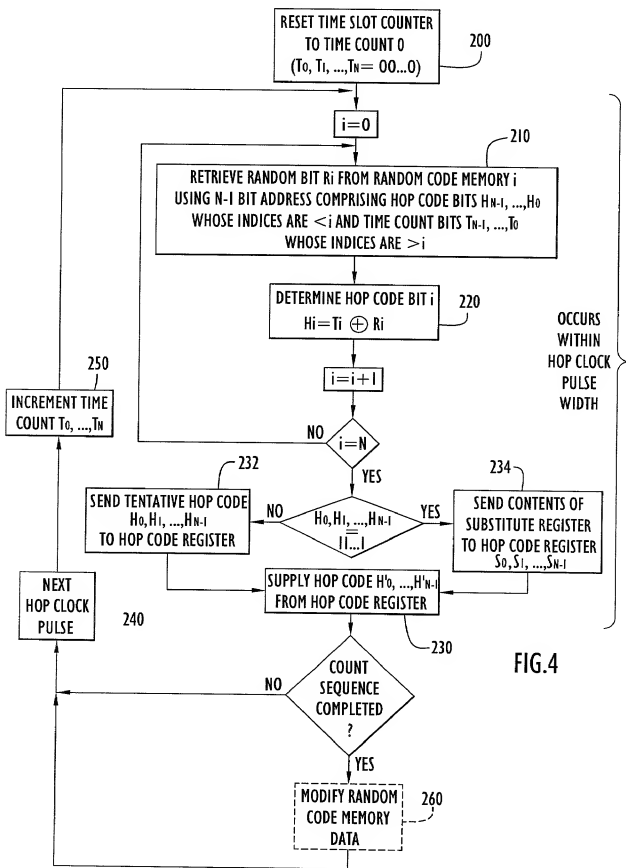 RESET TIME SLOT COUNTER
TO TIME COUNT 0
(T0, T1, ...,TN= 00...0)
200
i=0
210
RETRIEVE RANDOM BIT Ri FROM RANDOM CODE MEMORY i
USING N-1 BIT ADDRESS COMPRISING HOP CODE BITS HN-1, ...,H0
WHOSE INDICES ARE <i AND TIME COUNT BITS TN-1, ...,T0
WHOSE INDICES ARE >i
DETERMINE HOP CODE BIT i
Hi=Ti ⊕ Ri
220
OCCURS
WITHIN
HOP CLOCK
PULSE
WIDTH
i=i+1
250
INCREMENT TIME
COUNT T0, ...,TN
NO
i=N
YES
232
234
SEND TENTATIVE HOP CODE
H0,H1, ...,HN-1
TO HOP CODE REGISTER
NO
H0,H1, ...,HN-1
=
11...1
YES
SEND CONTENTS OF
SUBSTITUTE REGISTER
TO HOP CODE REGISTER
S0,S1, ...,SN-1
NEXT
HOP CLOCK
PULSE
240
SUPPLY HOP CODE H'0, ...,H'N-1
FROM HOP CODE REGISTER
230
FIG.4
NO
COUNT
SEQUENCE
COMPLETED
?
YES
MODIFY RANDOM
CODE MEMORY
DATA
260